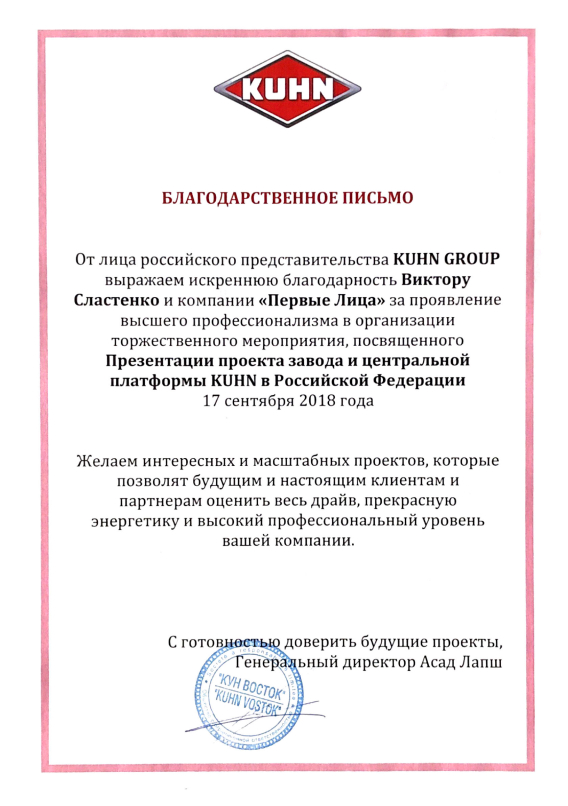 KUHN
БЛАГОДАРСТВЕННОЕ ПИСЬМО
От лица российского представительства KUHN GROUP
выражаем искреннюю благодарность Виктору
Сластенко и компании «Первые Лица» за проявление
высшего профессионализма в организации
торжественного мероприятия, посвященного
Презентации проекта завода и центральной
платформы KUHN в Российской Федерации
17 сентября 2018 года
Желаем интересных и масштабных проектов, которые
позволят будущим и настоящим клиентам и
партнерам оценить весь драйв, прекрасную
энергетику и высокий профессиональный уровень
вашей компании.
С готовностью доверить будущие проекты,
Генеральный директор Асад Лапш
"КУН ВОСТОК"
"KUHN VOSTOK"